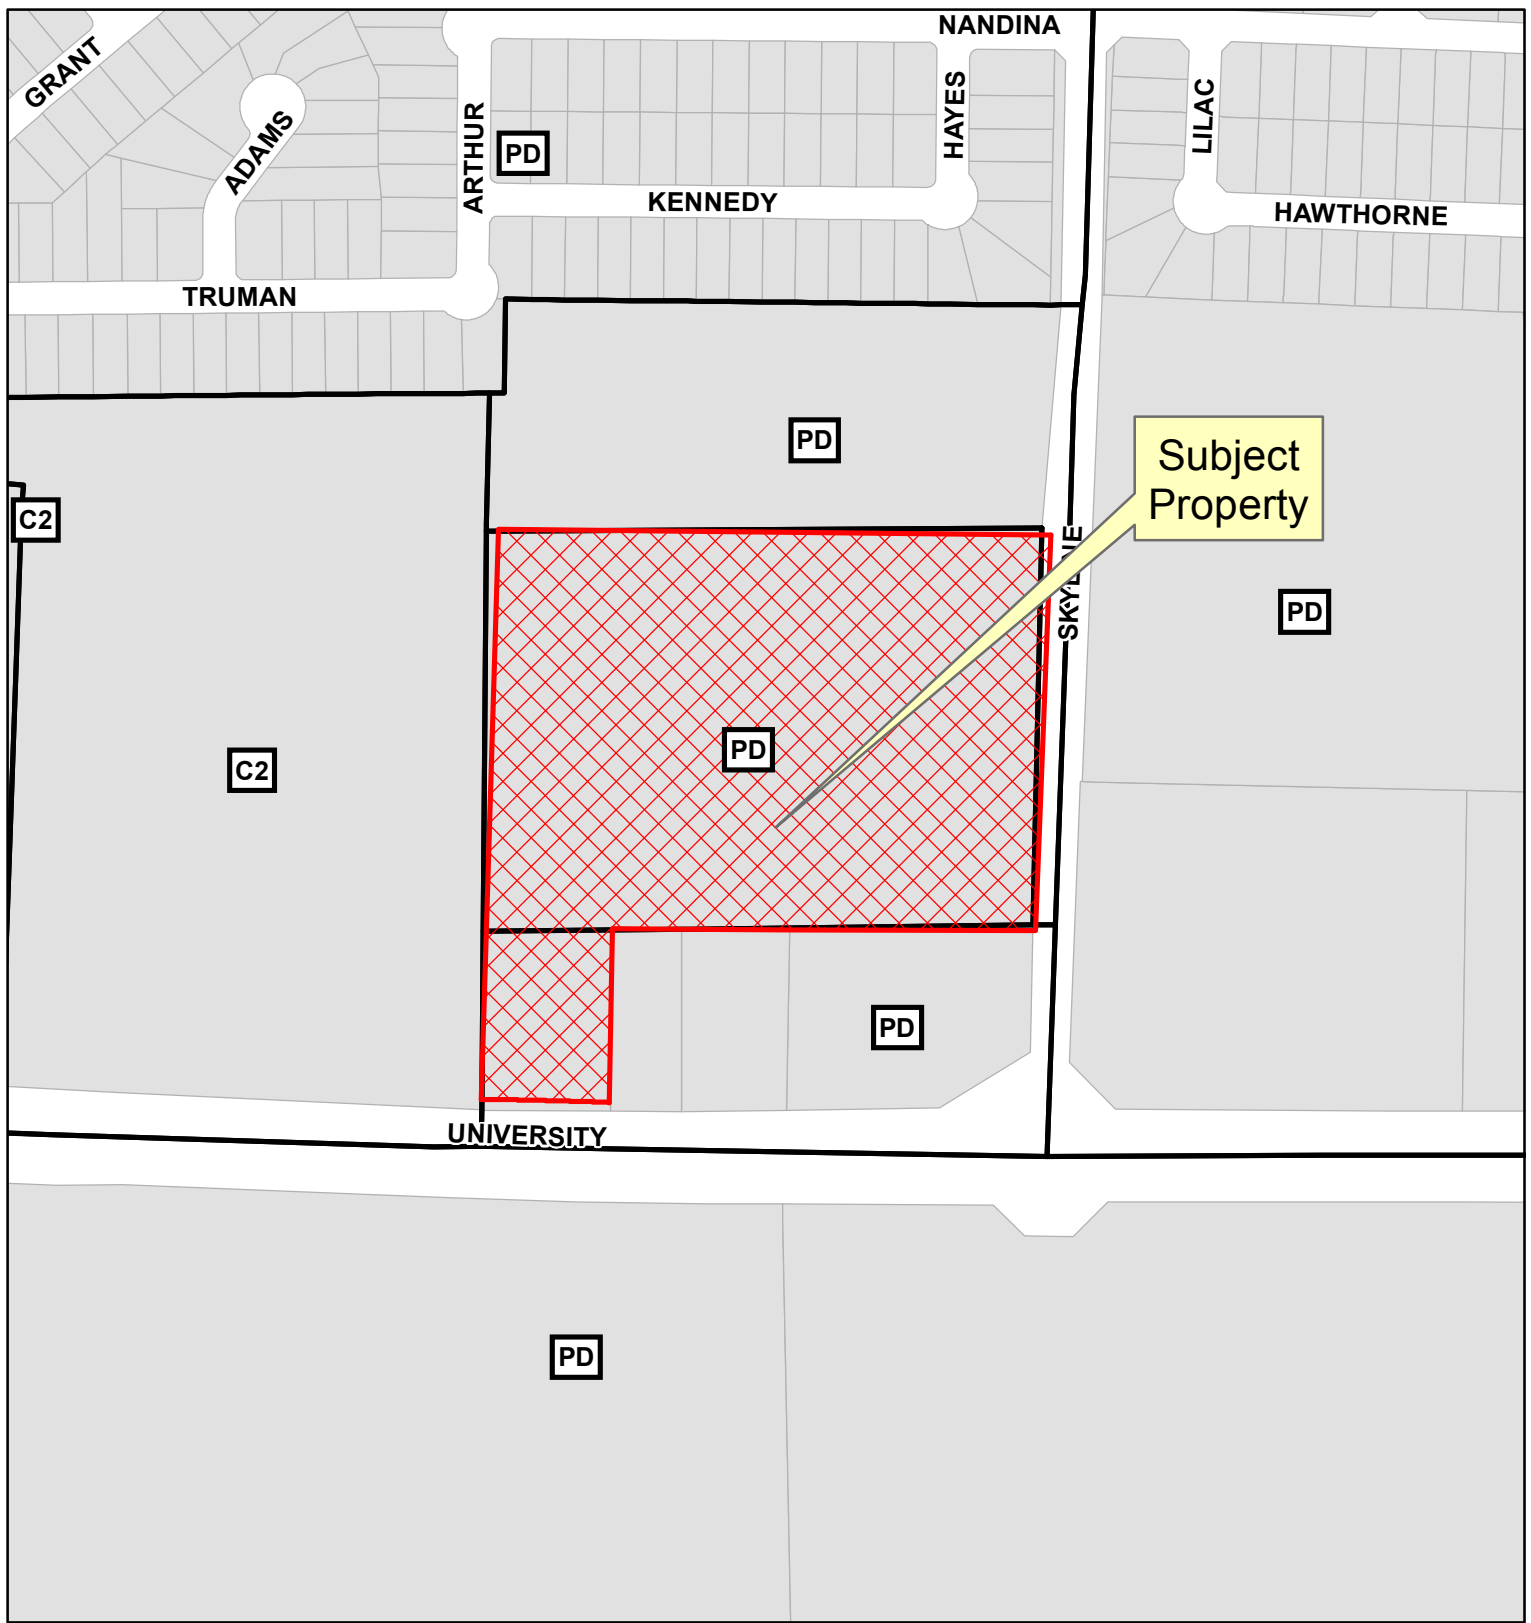 NANDINA
GRANT
ADAMS
ARTHUR
PD
HAYES
LILAC
KENNEDY
HAWTHORNE
TRUMAN
PD
Subject
Property
C2
SKYLINE
PD
PD
C2
PD
UNIVERSITY
PD